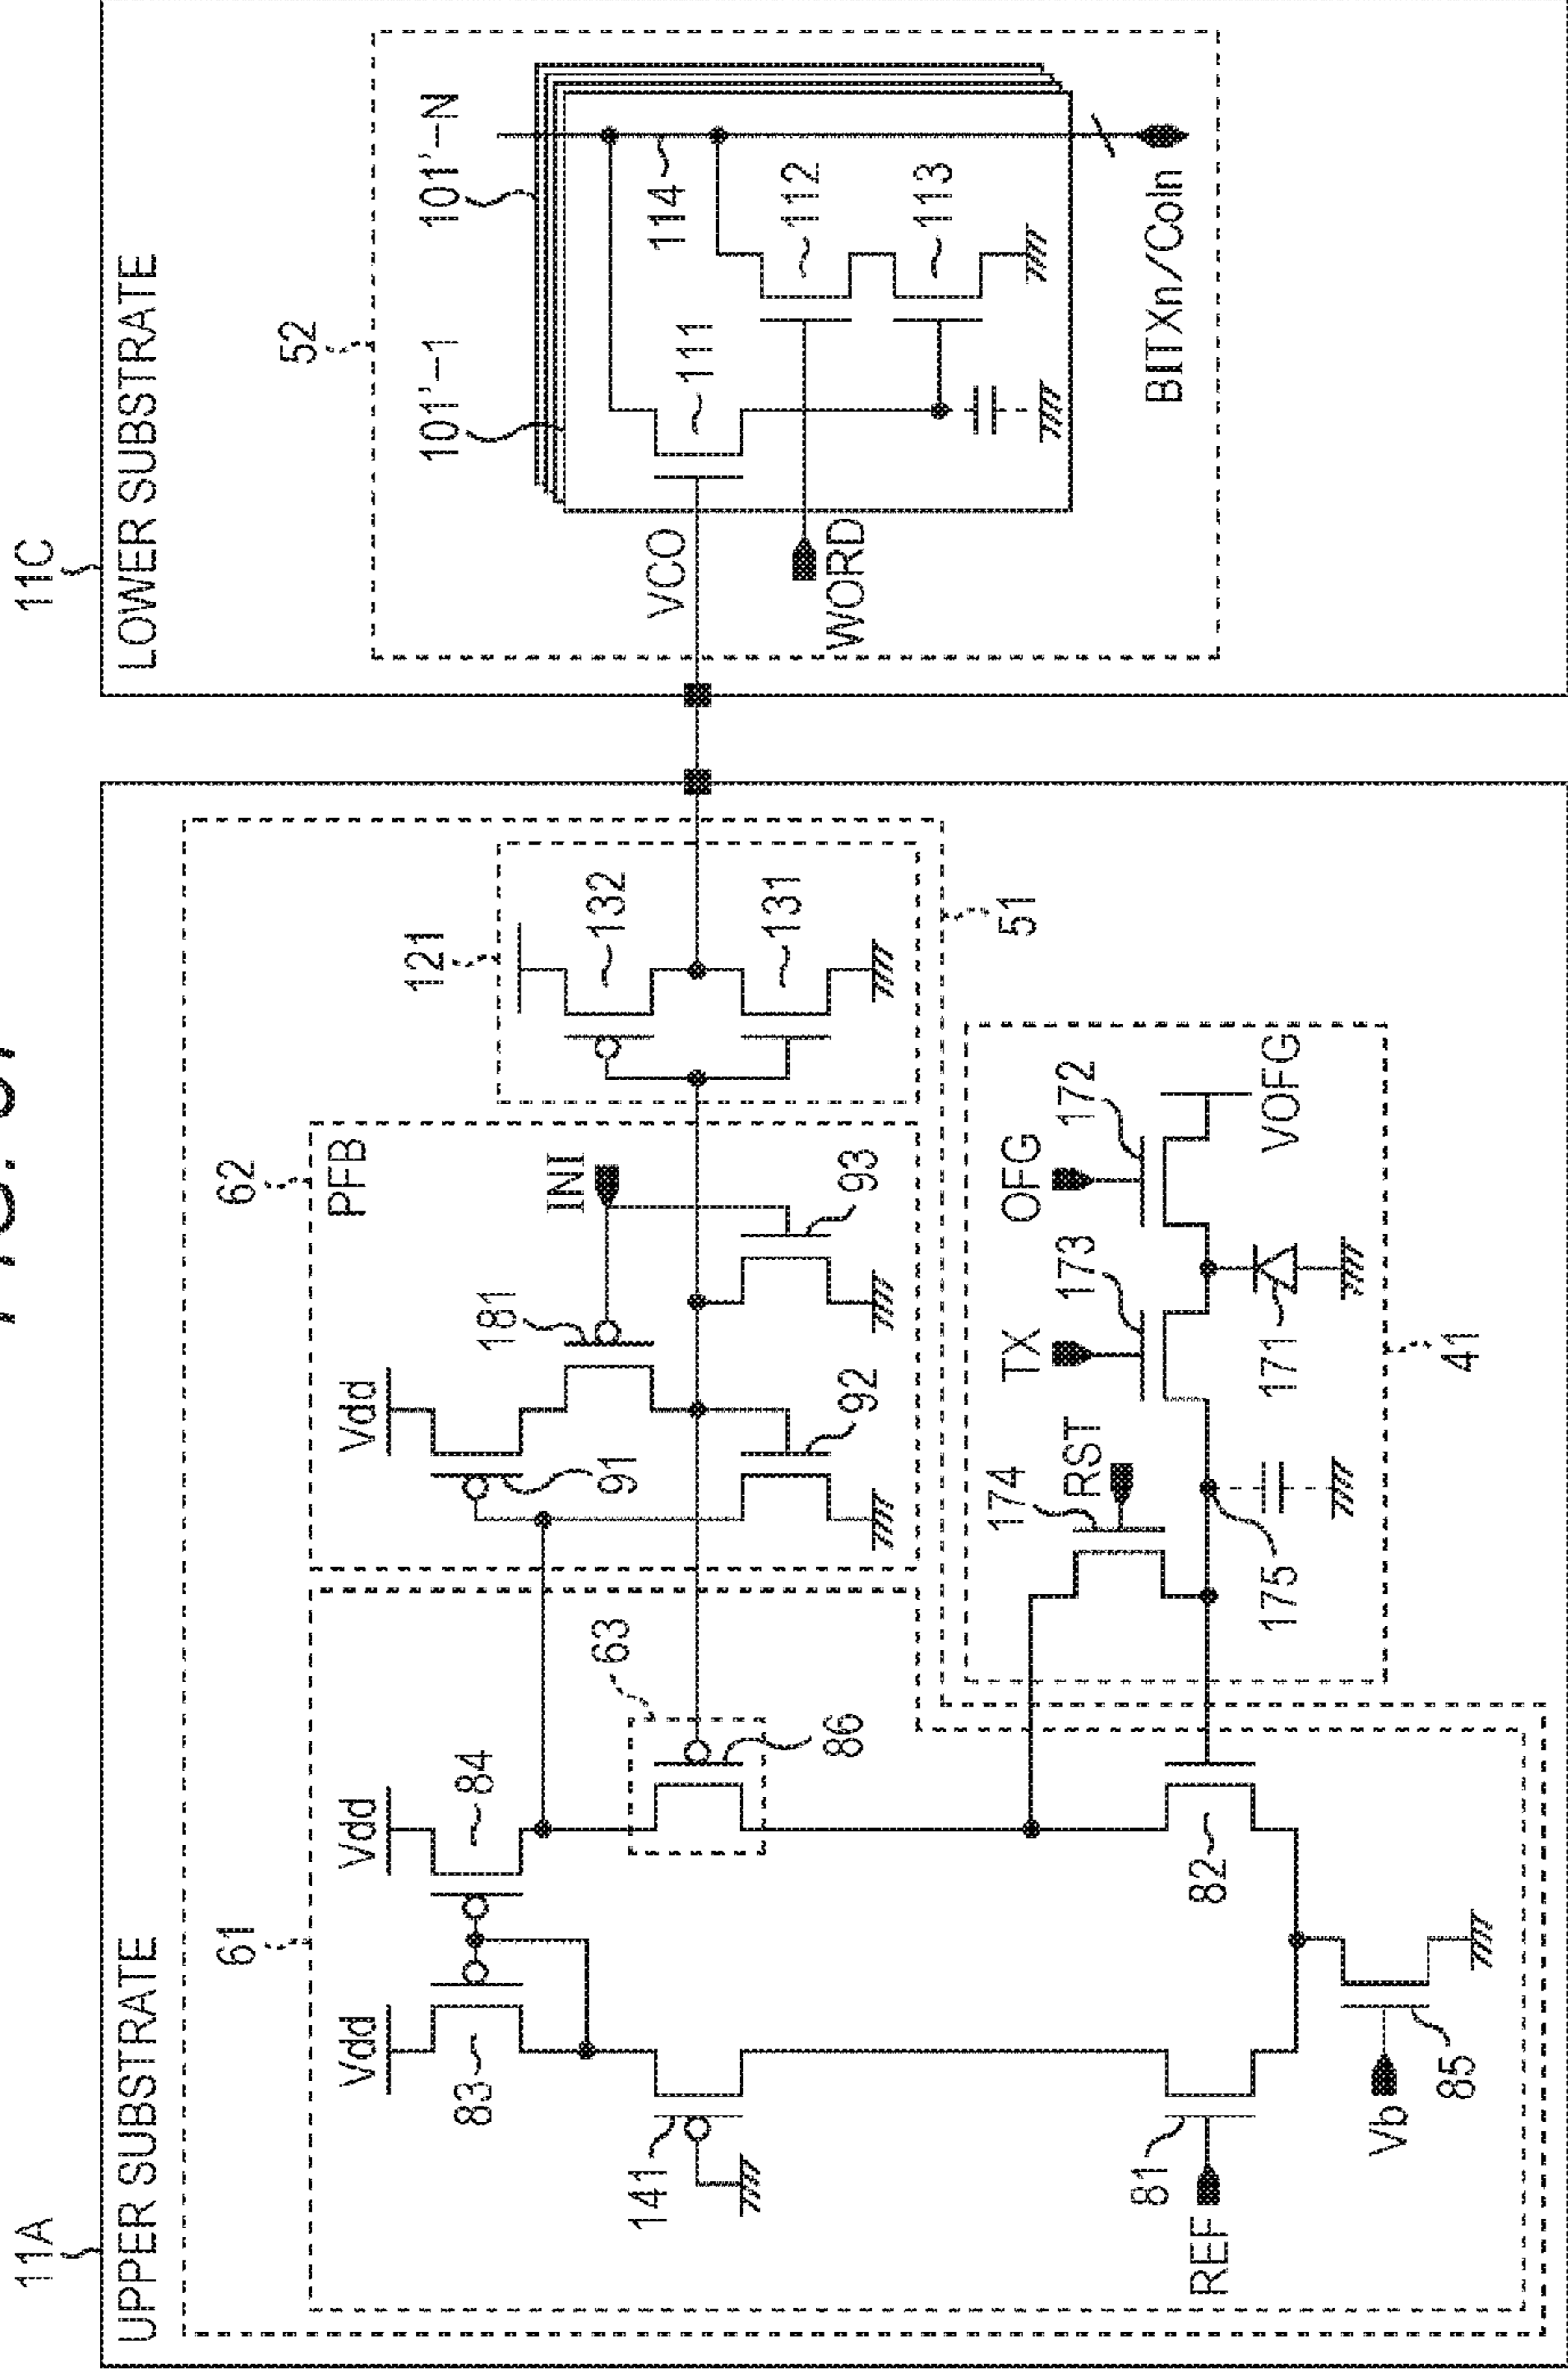 11A
UPPER SUBSTRATE
61
Vdd
Vdd
83
84
141
63
86
81
REF
82
Vb
85
62
PFB
Vdd
91
181
INI
92
93
121
132
131
51
174
RST
TX
173
OFG
172
175
171
VOFG
41
11C
LOWER SUBSTRATE
52
101'-1
101'-N
VCO
111
114
112
113
WORD
BITXn/Coln